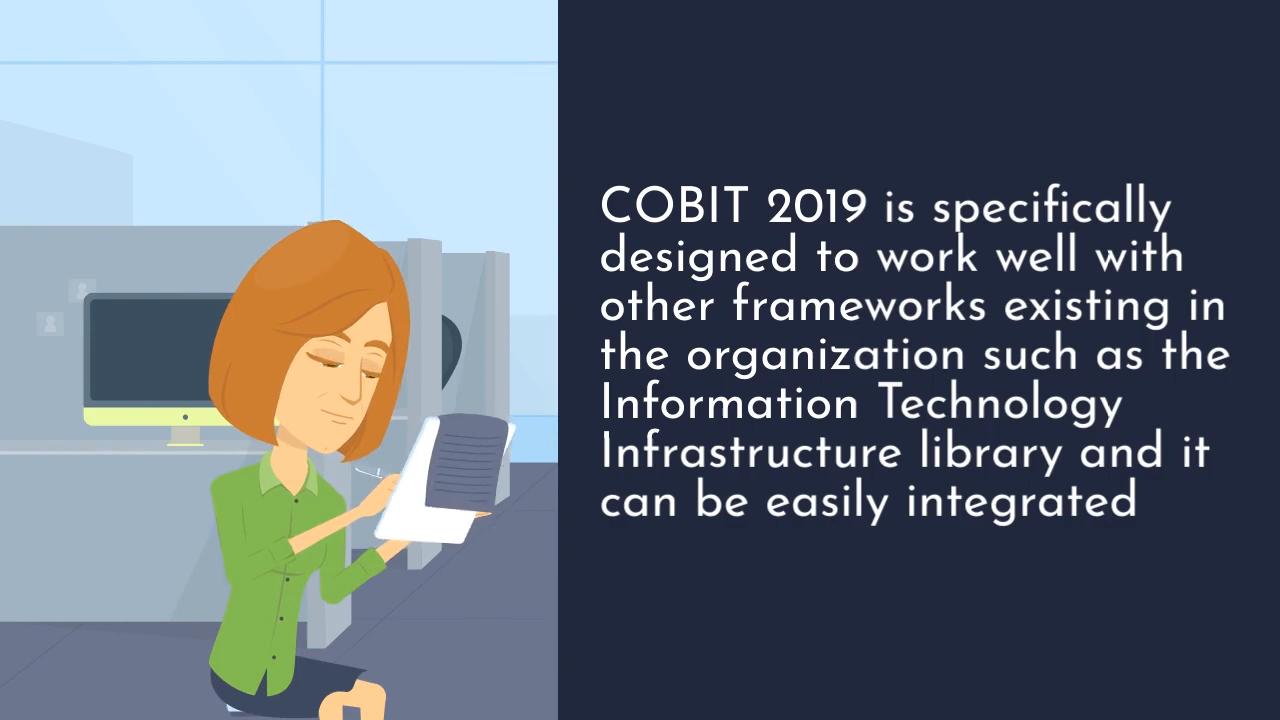 COBIT 2019 is specifically
designed to work well with
other frameworks existing in
the organization such as the
Information Technology
Infrastructure library and it
can be easily integrated